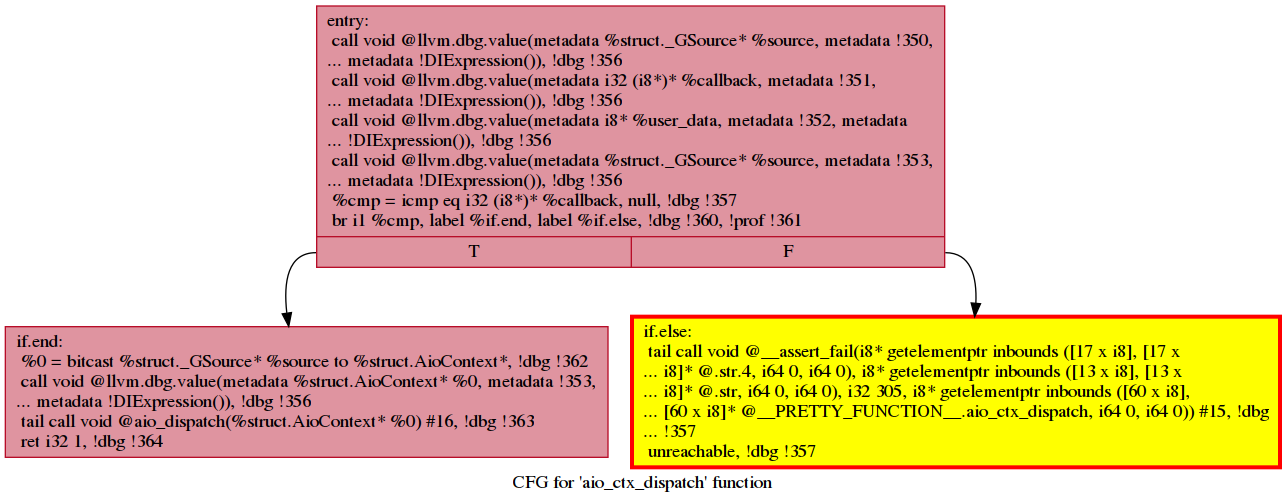 entry:
call void @llvm.dbg.value(metadata %struct._GSource* %source, metadata !350,
... metadata !DIExpression()), !dbg !356
call void @llvm.dbg.value(metadata i32 (i8*)* %callback, metadata !351,
... metadata !DIExpression()), !dbg !356
call void @llvm.dbg.value(metadata i8* %user_data, metadata !352, metadata
... !DIExpression()), !dbg !356
call void @llvm.dbg.value(metadata %struct._GSource* %source, metadata !353,
... metadata !DIExpression()), !dbg !356
%cmp = icmp eq i32 (i8*)* %callback, null, !dbg !357
br i1 %cmp, label %if.end, label %if.else, !dbg !360, !prof !361
T F
if.end:
%0 = bitcast %struct._GSource* %source to %struct.AioContext*, !dbg !362
call void @llvm.dbg.value(metadata %struct.AioContext* %0, metadata !353,
... metadata !DIExpression()), !dbg !356
tail call void @aio_dispatch(%struct.AioContext* %0) #16, !dbg !363
ret i32 1, !dbg !364
if.else:
tail call void @__assert_fail(i8* getelementptr inbounds ([17 x i8], [17 x
... i8]* @.str.4, i64 0, i64 0), i8* getelementptr inbounds ([13 x i8], [13 x
... i8]* @.str, i64 0, i64 0), i32 305, i8* getelementptr inbounds ([60 x i8],
... [60 x i8]* @__PRETTY_FUNCTION__.aio_ctx_dispatch, i64 0, i64 0)) #15, !dbg
... !357
unreachable, !dbg !357
CFG for 'aio_ctx_dispatch' function